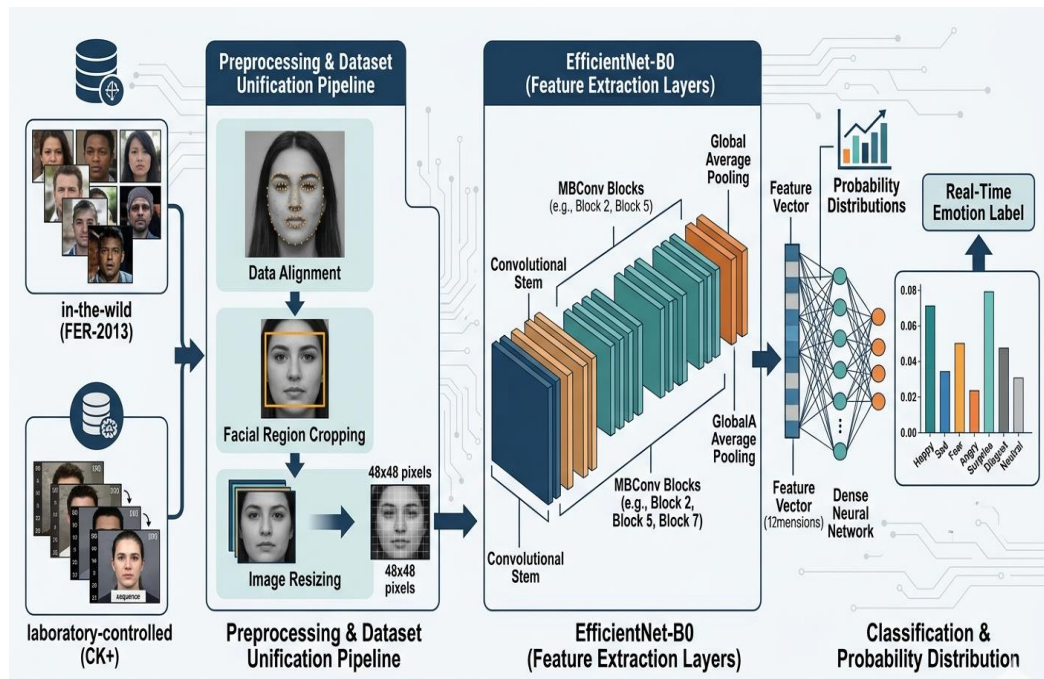 in-the-wild
(FER-2013)
xequence
laboratory-controlled
(CK+)
Preprocessing & Dataset
Unification Pipeline
Data Alignment
Facial Region Cropping
48x48 pixels
Image Resizing
48x48
pixels
Preprocessing & Dataset
Unification Pipeline
EfficientNet-B0
(Feature Extraction Layers)
Global
Average
Pooling
MBConv Blocks
(e.g., Block 2, Block 5)
Convolutional
Stem
GlobalA
Average
Pooling
MBConv Blocks
(e.g., Block 2,
Block 5, Block 7)
Convolutional
Stem
EfficientNet-B0
(Feature Extraction Layers)
Feature
Vector
Probability
Distributions
Real-Time
Emotion Label
0.08
0.06
0.04
0.02
0.00
Happy
Sad
Fear
Angry
Disgust
Neutral
Feature
Vector
(12mensions)
Dense
Neural
Network
Classification &
Probability Distribution